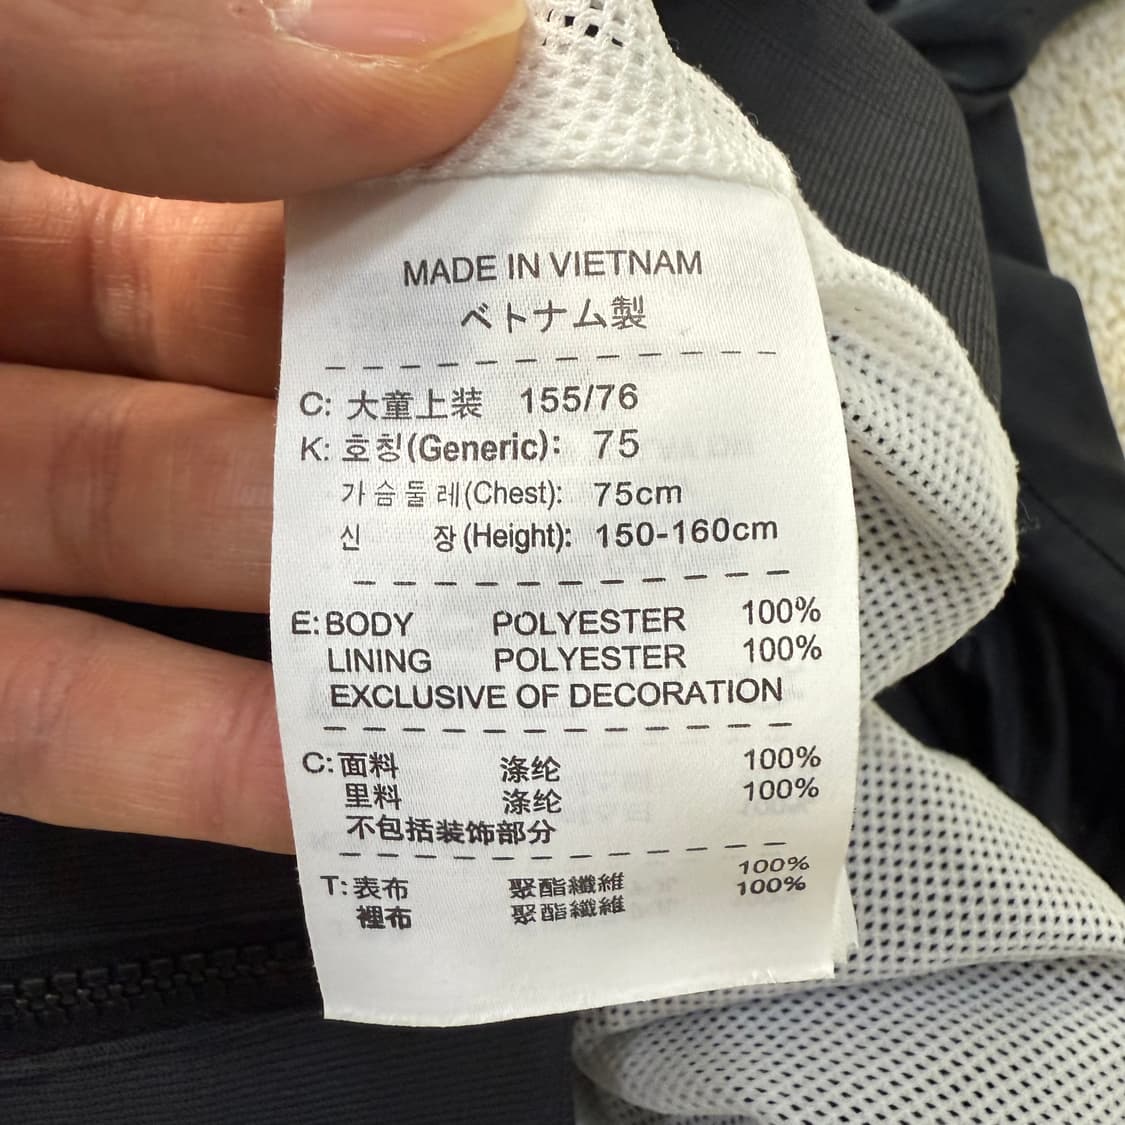 MADE IN VIETNAM
ベトナム製
C: 大童上装 155/76
K: 호칭(Generic): 75
가슴둘레(Chest): 75cm
신 장(Height): 150-160cm
E: BODY POLYESTER 100%
LINING POLYESTER 100%
EXCLUSIVE OF DECORATION
C: 面料 涤纶 100%
里料 涤纶 100%
不包括装饰部分
T: 表布 聚酯纖維 100%
裡布 聚酯纖維 100%